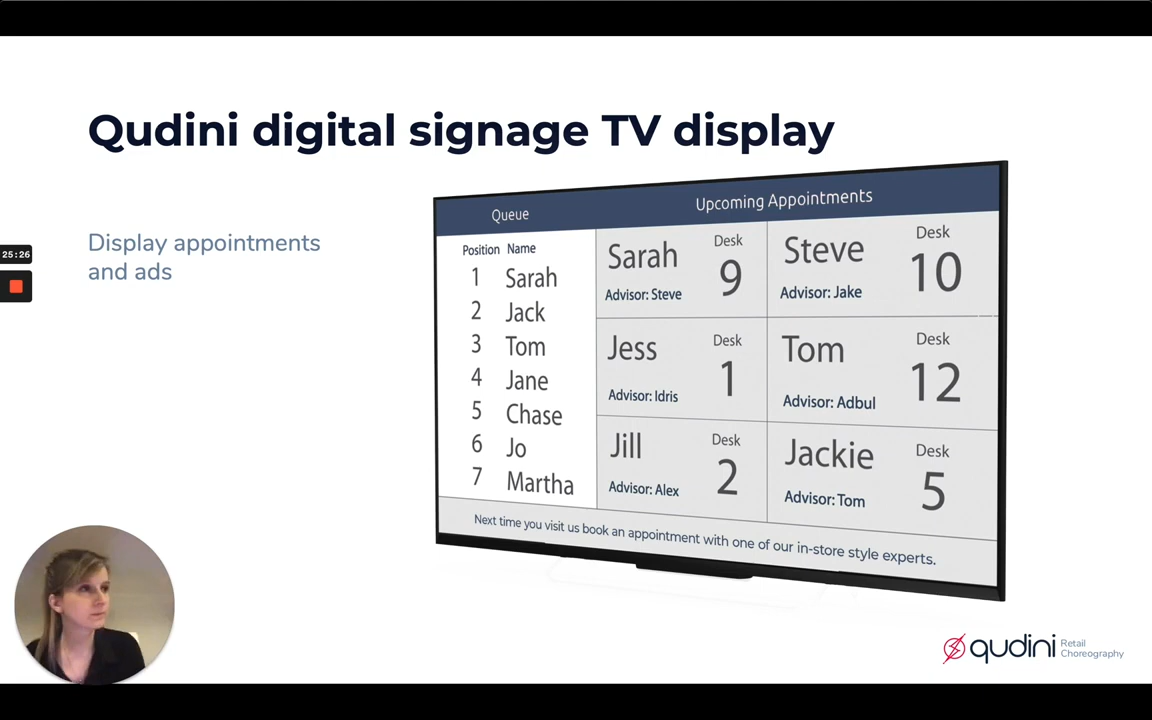 Qudini digital signage TV display
Display appointments
and ads
25:26
Queue
Upcoming Appointments
Position Name
1 Sarah
2 Jack
3 Tom
4 Jane
5 Chase
6 Jo
7 Martha
Sarah
Desk
9
Advisor: Steve
Steve
Desk
10
Advisor: Jake
Jess
Desk
1
Advisor: Idris
Tom
Desk
12
Advisor: Adbul
Jill
Desk
2
Advisor: Alex
Jackie
Desk
5
Advisor: Tom
Next time you visit us book an appointment with one of our in-store style experts.
qudini
Retail
Choreography